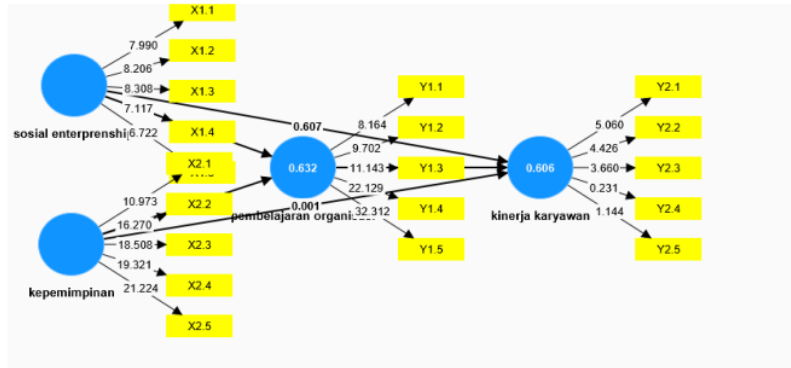 X1.1
7.990
X1.2
8.206
X1.3
8.308
7.117
X1.4
6.722
sosial enterprenshi
X2.1
10.973
X2.2
16.270
X2.3
18.508
X2.4
19.321
X2.5
21.224
kepemimpinan
0.607
0.001
0.632
pembelajaran
Y1.1
8.164
Y1.2
9.702
Y1.3
11.143
Y1.4
22.129
Y1.5
32.312
0.606
kinerja karyawan
Y2.1
5.060
Y2.2
4.426
Y2.3
3.660
Y2.4
0.231
Y2.5
1.144